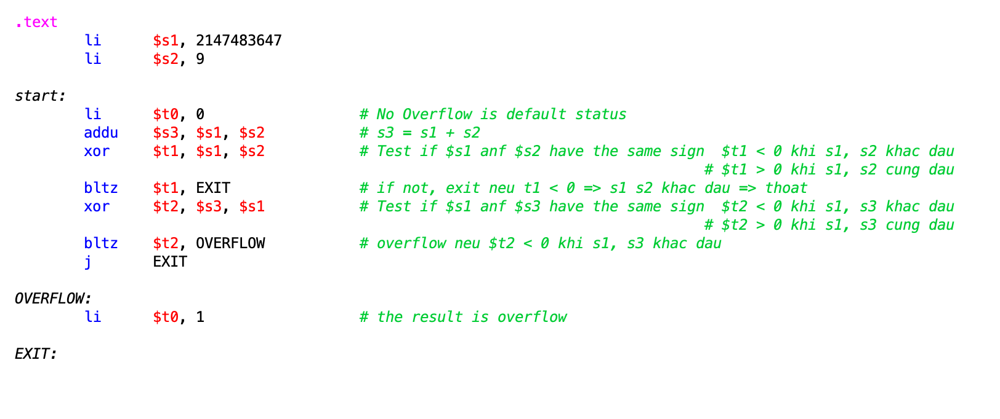 .text
li $s1, 2147483647
li $s2, 9
start:
li $t0, 0 # No Overflow is default status
addu $s3, $s1, $s2 # s3 = s1 + s2
xor $t1, $s1, $s2 # Test if $s1 anf $s2 have the same sign $t1 < 0 khi s1, s2 khac dau
# $t1 > 0 khi s1, s2 cung dau
bltz $t1, EXIT # if not, exit neu t1 < 0 => s1 s2 khac dau => thoat
xor $t2, $s3, $s1 # Test if $s1 anf $s3 have the same sign $t2 < 0 khi s1, s3 khac dau
# $t2 > 0 khi s1, s3 cung dau
bltz $t2, OVERFLOW # overflow neu $t2 < 0 khi s1, s3 khac dau
j EXIT
OVERFLOW:
li $t0, 1 # the result is overflow
EXIT: